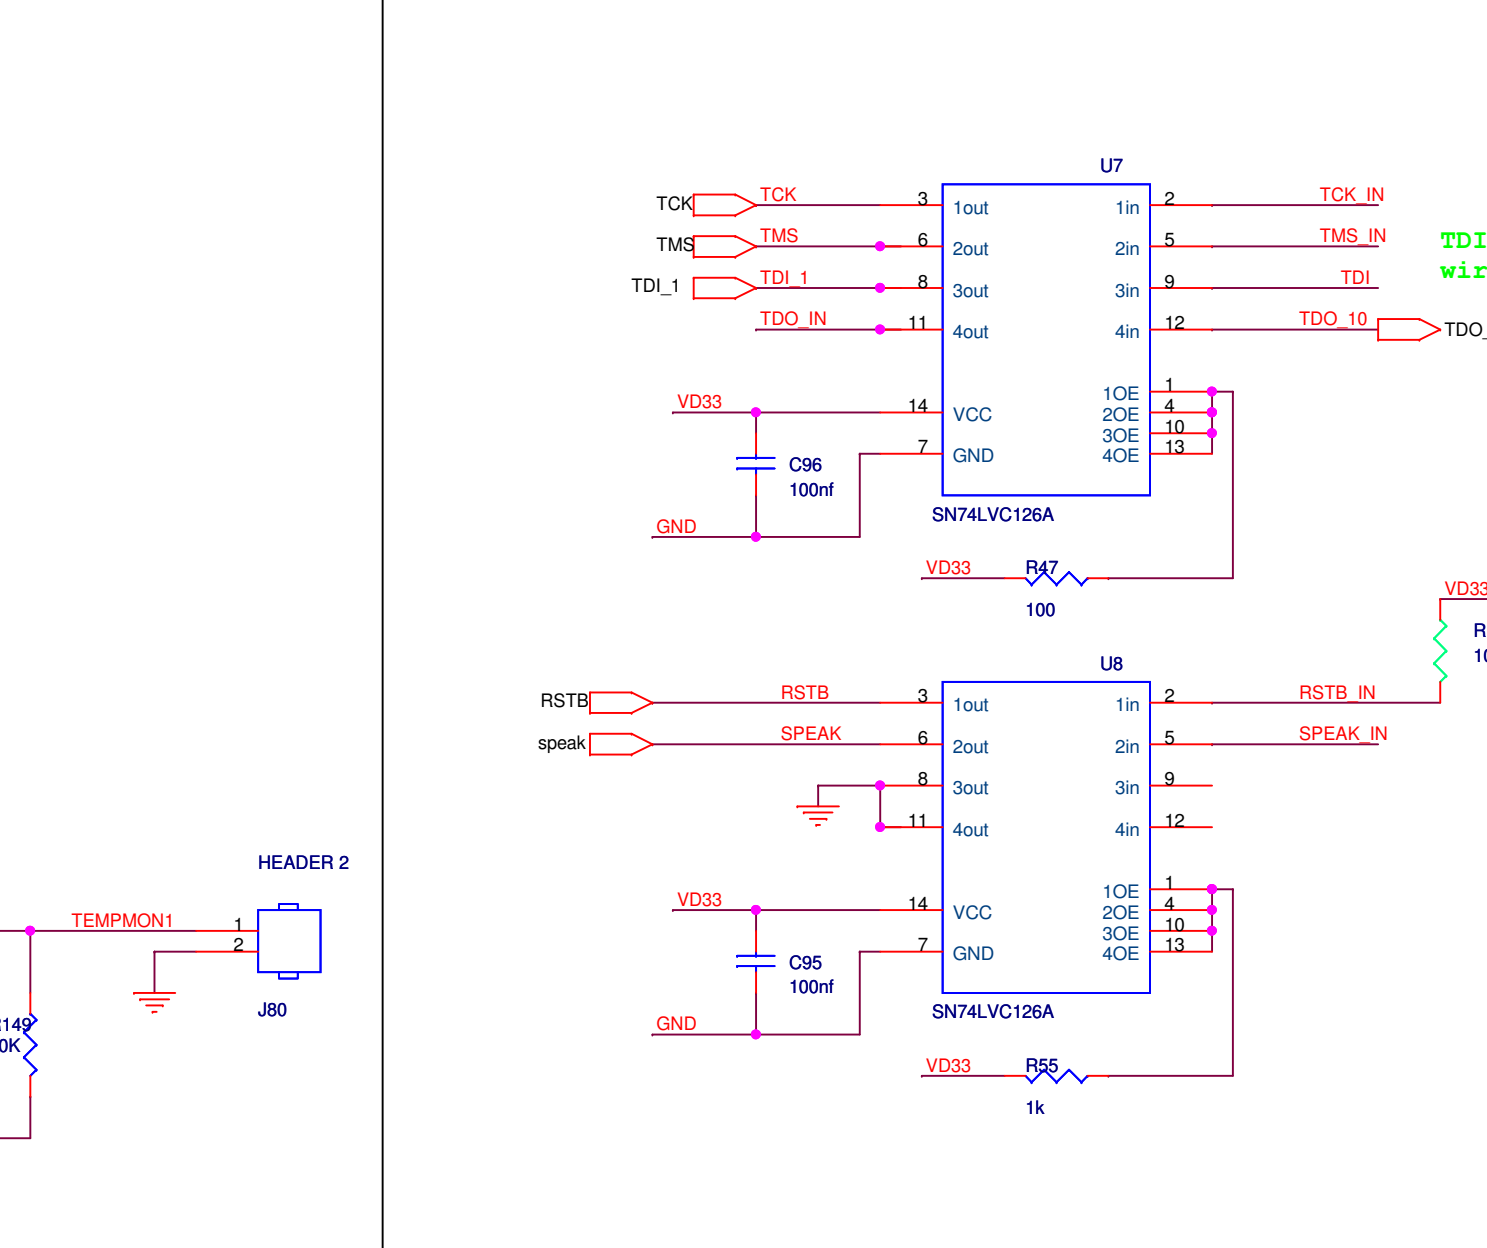 U7
TCK TCK 3 1out 1in 2 TCK_IN
TMS TMS 6 2out 2in 5 TMS_IN
TDI
TDI_1 TDI_1 8 3out 3in 9 TDI
TDO_IN 11 4out 4in 12 TDO_10
1OE 1
VD33 14 VCC 2OE 4
3OE 10
7 GND 4OE 13
C96
100nf
SN74LVC126A
GND
VD33 R47
100
VD33
U8
RSTB RSTB 3 1out 1in 2 RSTB_IN
speak SPEAK 6 2out 2in 5 SPEAK_IN
8 3out 3in 9
11 4out 4in 12
HEADER 2
1OE 1
VD33 14 VCC 2OE 4
3OE 10
7 GND 4OE 13
TEMPMON1 1
2
C95
100nf
J80
SN74LVC126A
GND
VD33 R55
1k